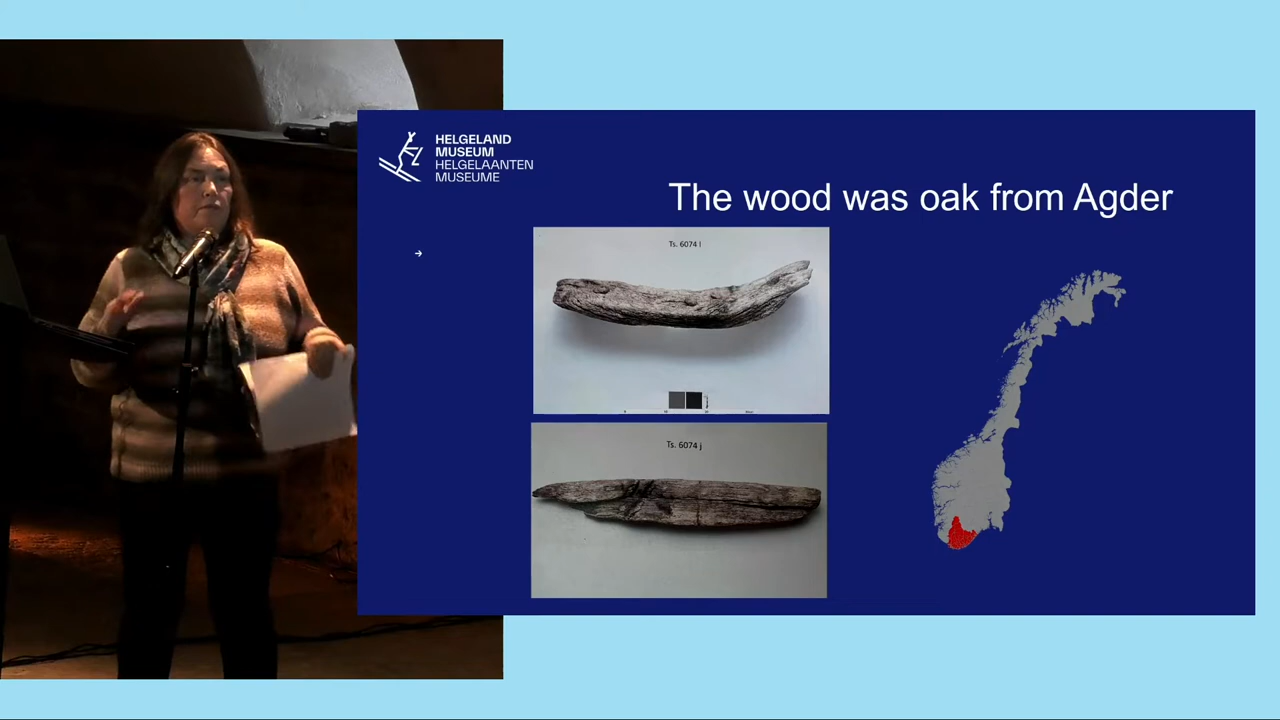 HELGELAND
MUSEUM
HELGELAANTEN
MUSEUME
The wood was oak from Agder
Ts. 6074 l
Ts. 6074 j